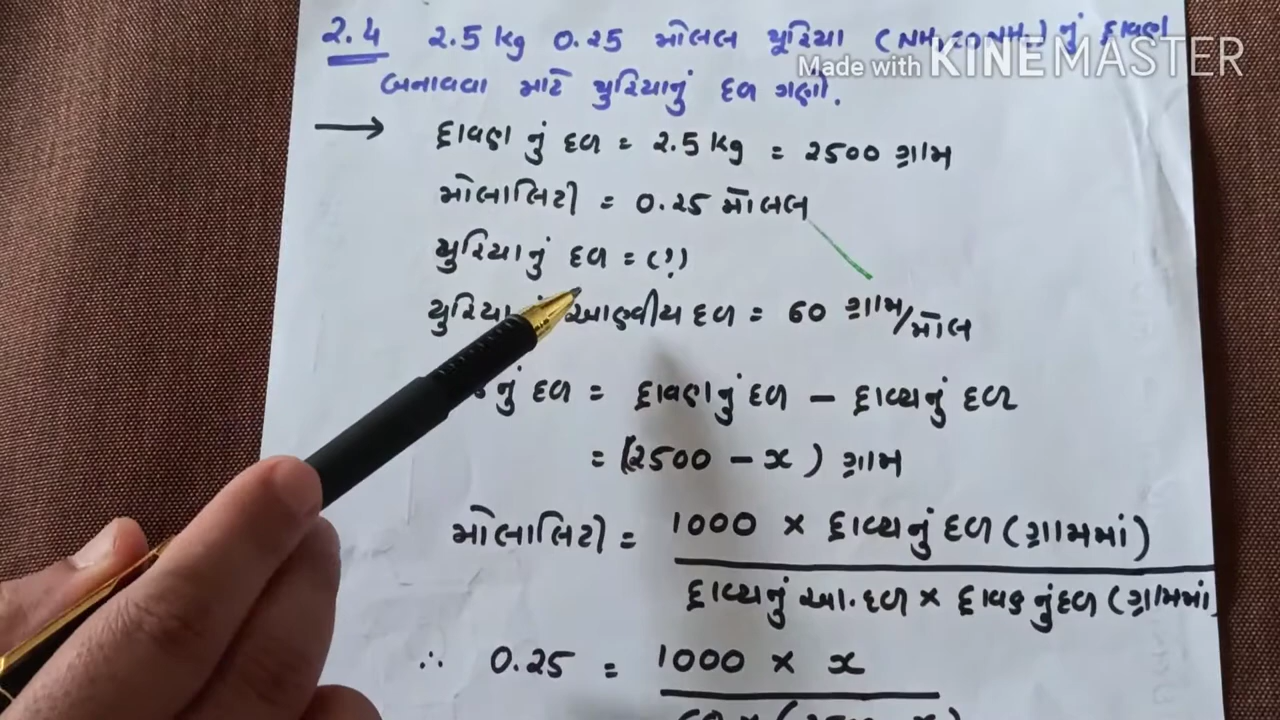 2.4 2.5 kg 0.25 મોલલ યૂરિયા (NH₂CONH₂) નું દ્રાવણ
Made with KINEMASTER
બનાવવા માટે યુરિયાનું દળ ગણો.
→ દ્રાવણ નું દળ = 2.5 kg = 2500 ગ્રામ
મોલાલિટી = 0.25 મૉલલ
યુરિયાનું દળ = (?)
યુરિયા આણ્વીય દળ = 60 ગ્રામ/મૉલ
નું દળ = દ્રાવણનું દળ - દ્રાવ્યનું દળ
= (2500 - x) ગ્રામ
મોલાલિટી = 1000 × દ્રાવ્યનું દળ (ગ્રામમાં)
દ્રાવ્યનું આ.દળ × દ્રાવક નું દળ (ગ્રામમાં)
∴ 0.25 = 1000 × x